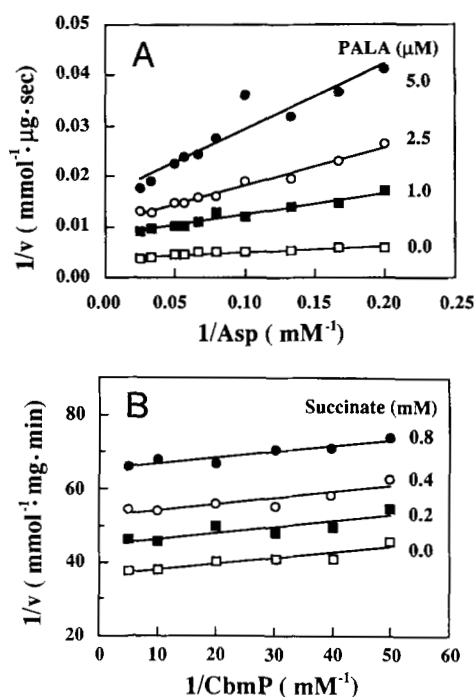 A
PALA (μM)
5.0
2.5
1.0
0.0
0.05
0.04
0.03
0.02
0.01
0.00
1/v ( mmol⁻¹· μg·sec)
0.00 0.05 0.10 0.15 0.20 0.25
1/Asp ( mM⁻¹)
B
Succinate (mM)
0.8
0.4
0.2
0.0
80
60
40
20
1/v ( mmol⁻¹· mg·min)
0 10 20 30 40 50 60
1/CbmP ( mM⁻¹)